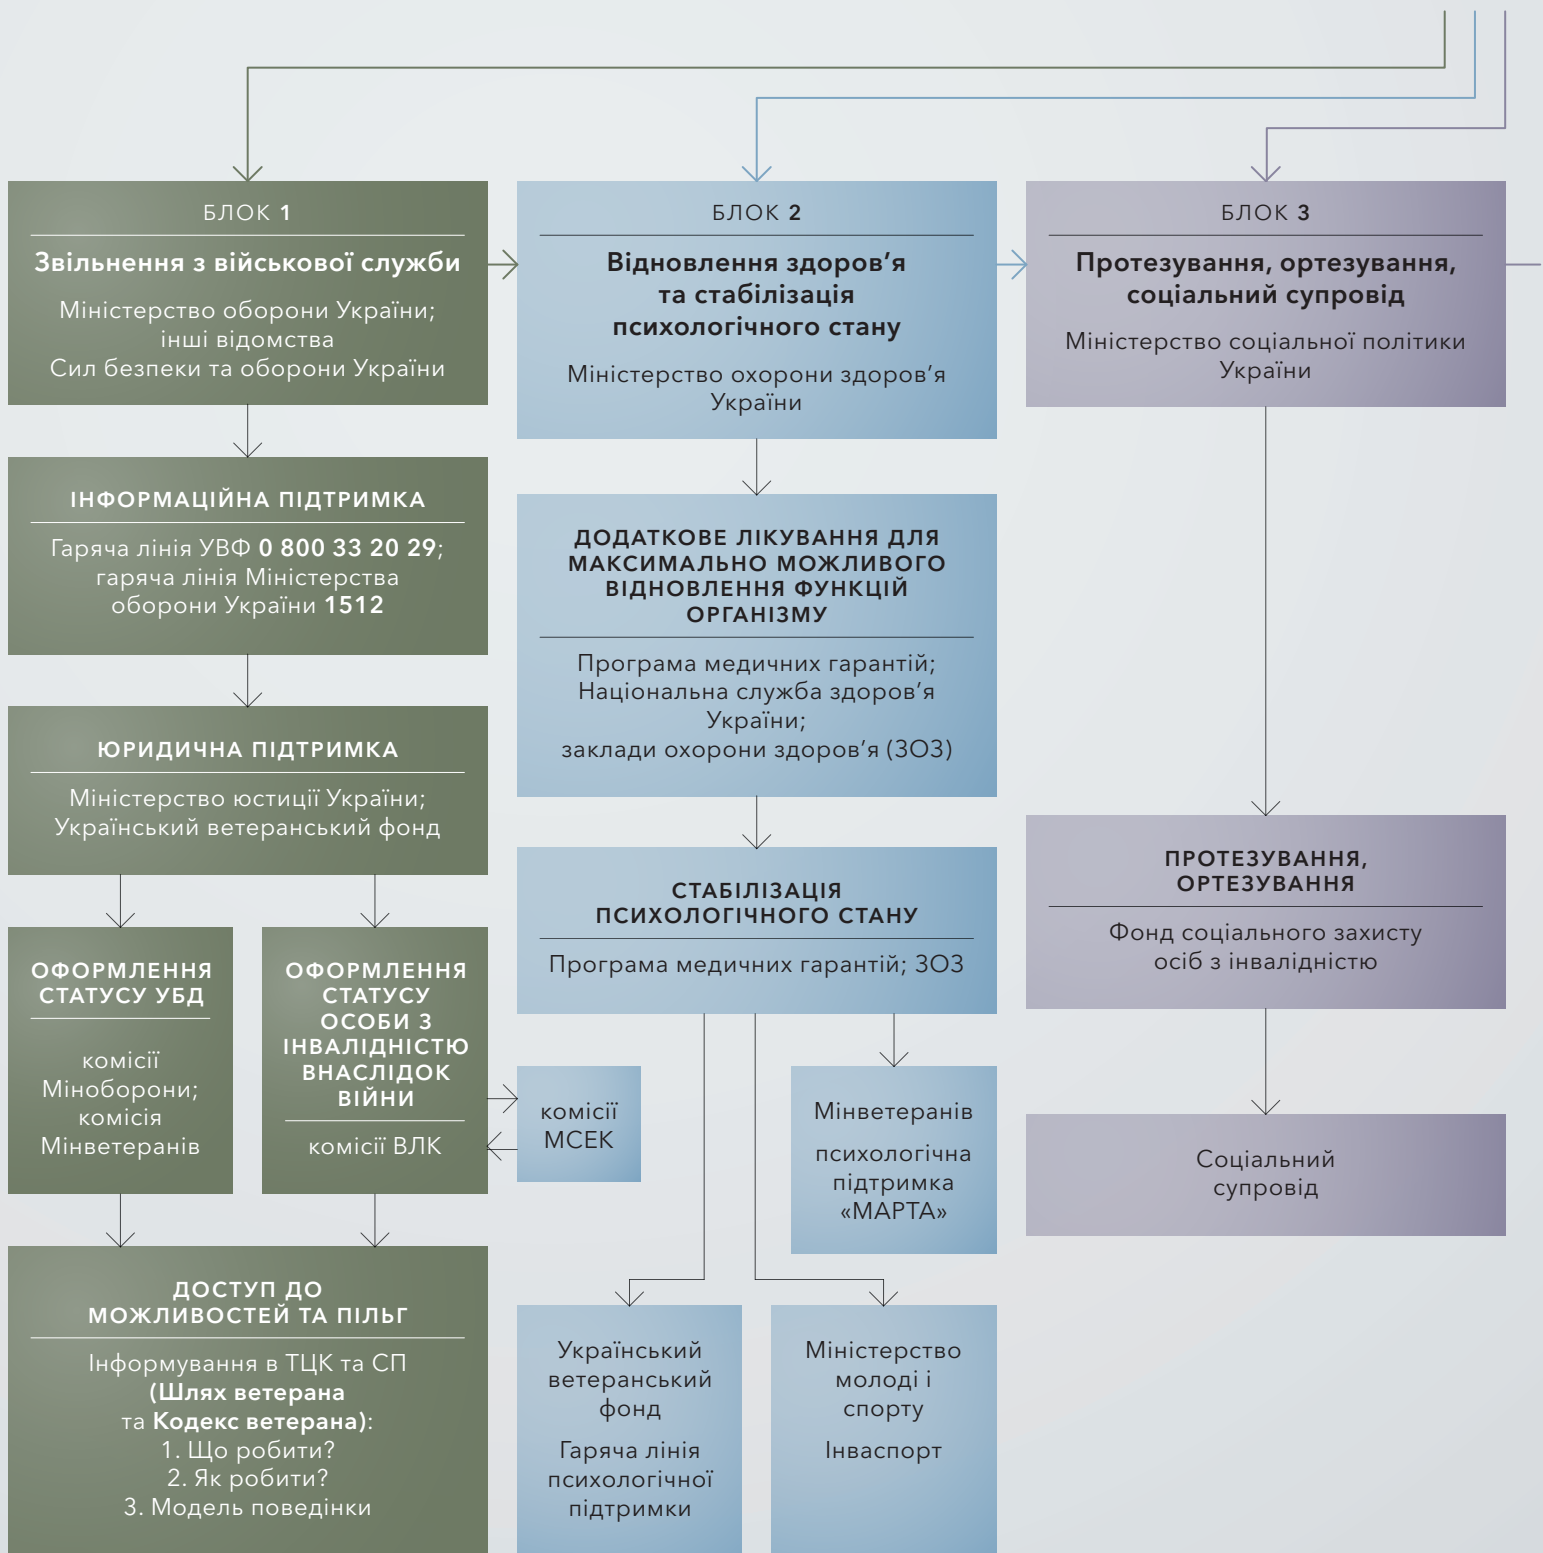 БЛОК 1
Звільнення з військової служби
Міністерство оборони України;
інші відомства
Сил безпеки та оборони України
ІНФОРМАЦІЙНА ПІДТРИМКА
Гаряча лінія УВФ 0 800 33 20 29;
гаряча лінія Міністерства
оборони України 1512
ЮРИДИЧНА ПІДТРИМКА
Міністерство юстиції України;
Український ветеранський фонд
ОФОРМЛЕННЯ
СТАТУСУ УБД
комісії
Міноборони;
комісія
Мінветеранів
ОФОРМЛЕННЯ
СТАТУСУ
ОСОБИ З
ІНВАЛІДНІСТЮ
ВНАСЛІДОК
ВІЙНИ
комісії ВЛК
ДОСТУП ДО
МОЖЛИВОСТЕЙ ТА ПІЛЬГ
Інформування в ТЦК та СП
(Шлях ветерана
та Кодекс ветерана):
1. Що робити?
2. Як робити?
3. Модель поведінки
БЛОК 2
Відновлення здоров’я
та стабілізація
психологічного стану
Міністерство охорони здоров’я
України
ДОДАТКОВЕ ЛІКУВАННЯ ДЛЯ
МАКСИМАЛЬНО МОЖЛИВОГО
ВІДНОВЛЕННЯ ФУНКЦІЙ
ОРГАНІЗМУ
Програма медичних гарантій;
Національна служба здоров’я
України;
заклади охорони здоров’я (ЗОЗ)
СТАБІЛІЗАЦІЯ
ПСИХОЛОГІЧНОГО СТАНУ
Програма медичних гарантій; ЗОЗ
комісії
МСЕК
Мінветеранів
психологічна
підтримка
«МАРТА»
Український
ветеранський
фонд
Гаряча лінія
психологічної
підтримки
Міністерство
молоді і
спорту
Інваспорт
БЛОК 3
Протезування, ортезування,
соціальний супровід
Міністерство соціальної політики
України
ПРОТЕЗУВАННЯ,
ОРТЕЗУВАННЯ
Фонд соціального захисту
осіб з інвалідністю
Соціальний
супровід